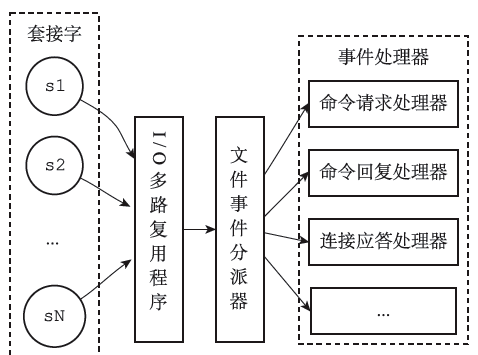 套接字
s1
s2
...
sN
I/O多路复用程序
文件事件分派器
事件处理器
命令请求处理器
命令回复处理器
连接应答处理器
...